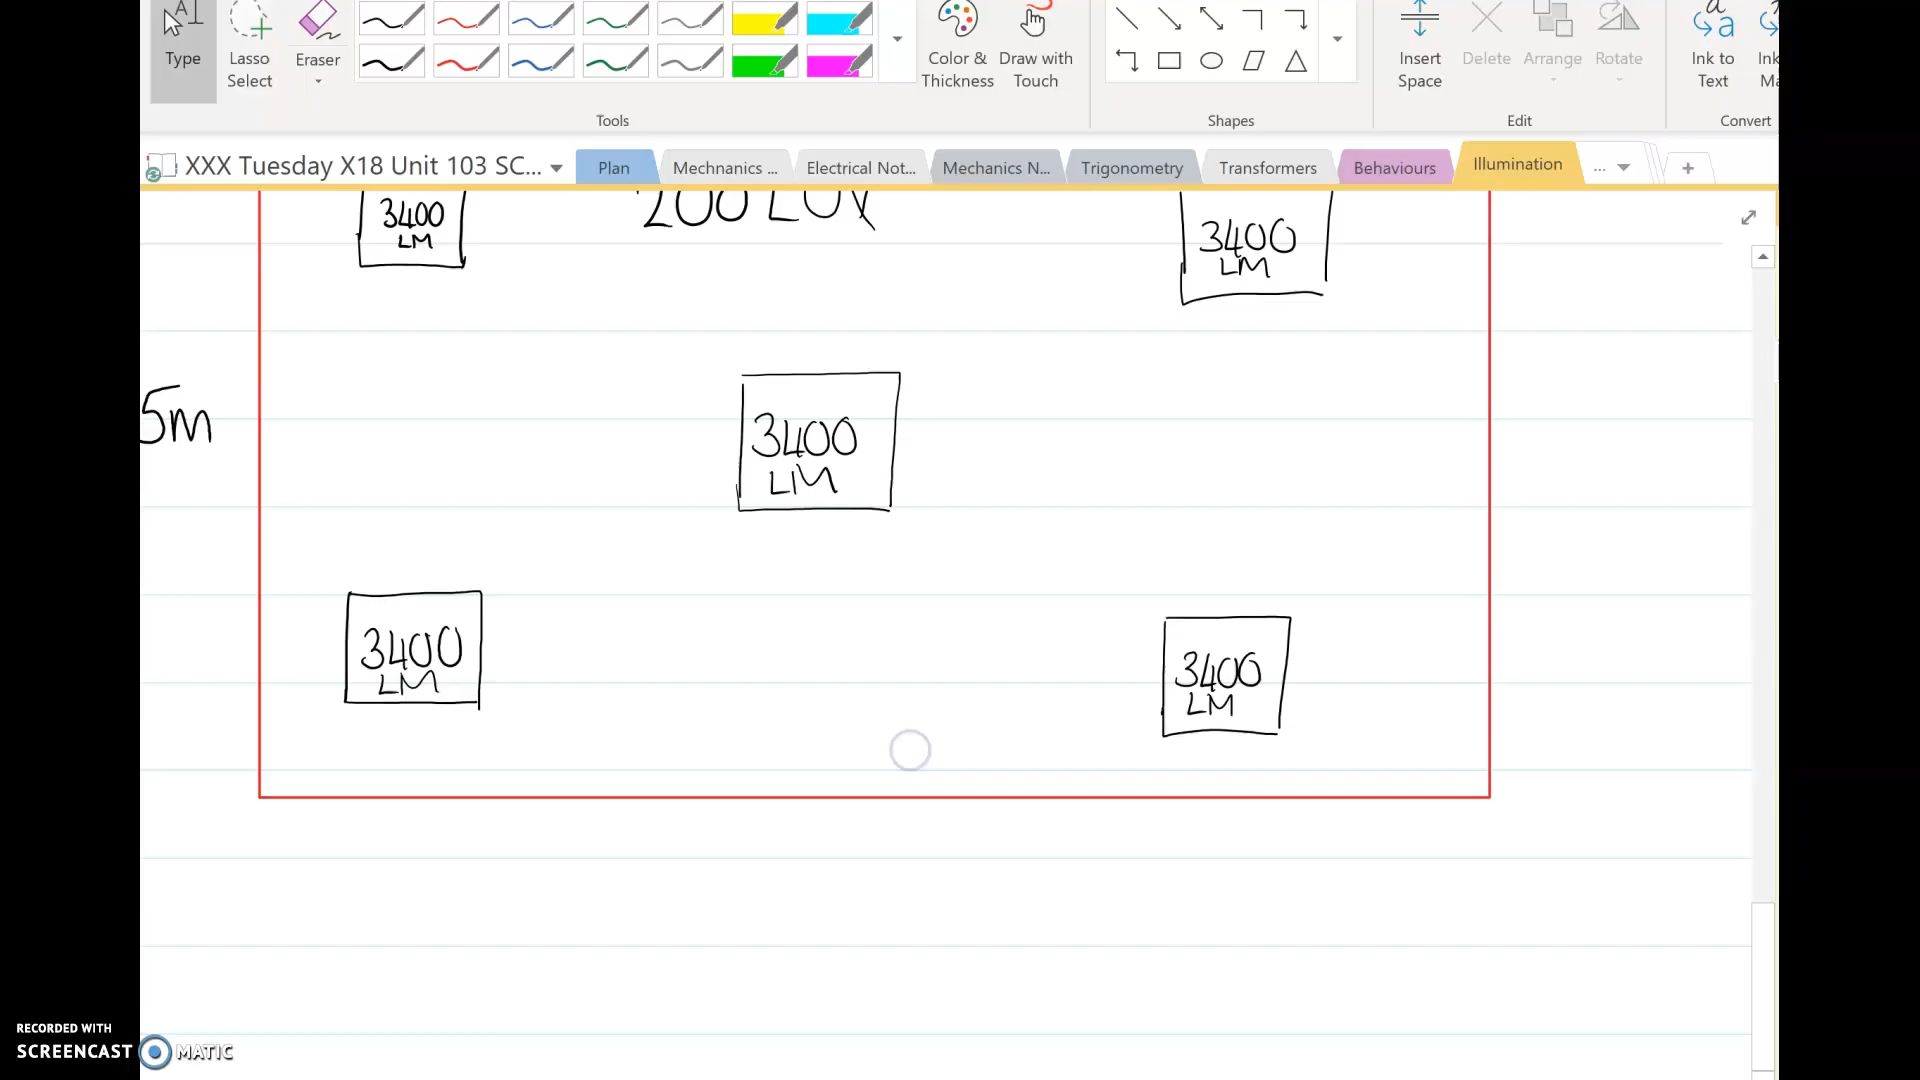 Type
Lasso
Select
Eraser
Color &
Thickness
Draw with
Touch
Insert
Space
Delete
Arrange
Rotate
Ink to
Text
Ink
Ma
Tools
Shapes
Edit
Convert
XXX Tuesday X18 Unit 103 SC...
Plan
Mechnanics ...
Electrical Not...
Mechanics N...
Trigonometry
Transformers
Behaviours
Illumination
...
3400
LM
200 LUX
3400
LM
5m
3400
LM
3400
LM
3400
LM
RECORDED WITH
SCREENCAST MATIC